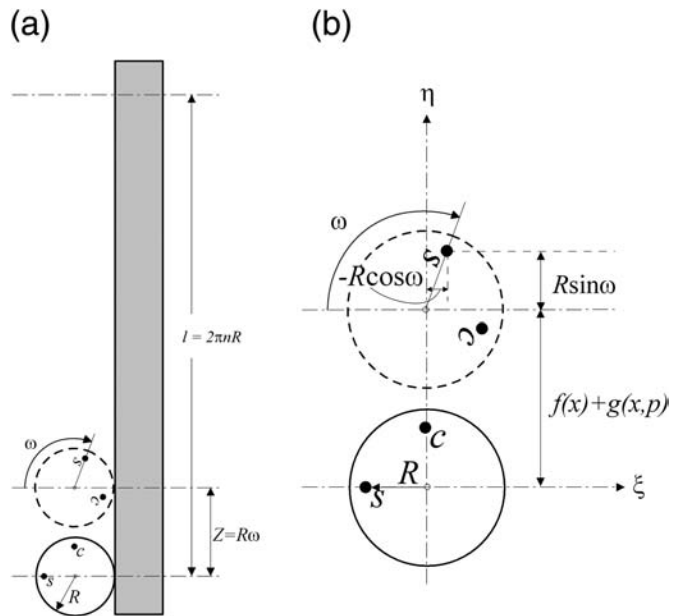 (a)
(b)
η
ω
s
-Rcosω
Rsinω
c
l = 2πnR
f(x)+g(x,p)
ω
s
c
c
R
s
ξ
Z=Rω
c
s
R